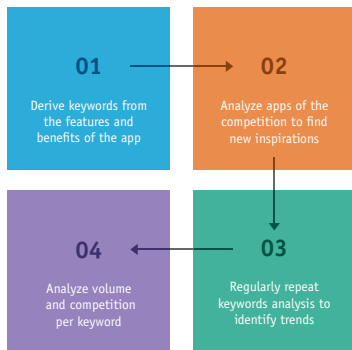 01
Derive keywords from
the features and
benefits of the app
02
Analyze apps of the
competition to find
new inspirations
03
Regularly repeat
keywords analysis to
identify trends
04
Analyze volume
and competition
per keyword